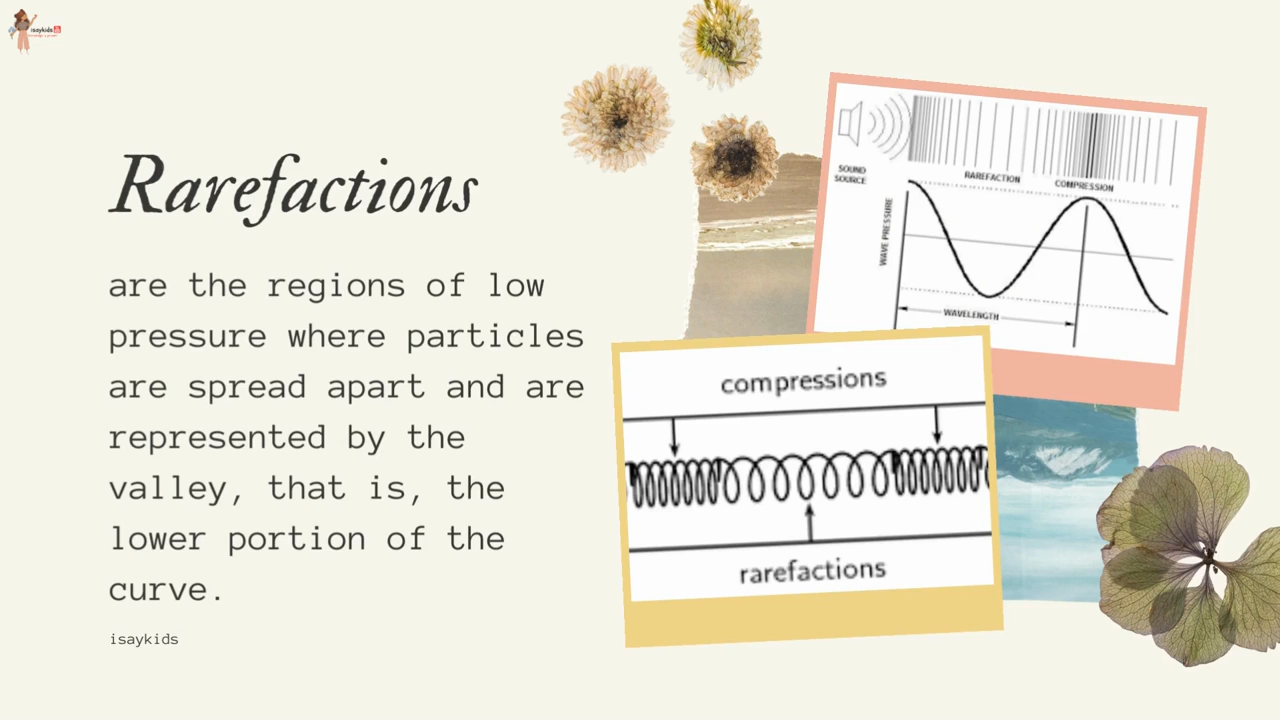 isaykids
Rarefactions
are the regions of low
pressure where particles
are spread apart and are
represented by the
valley, that is, the
lower portion of the
curve.
isaykids
SOUND
SOURCE
RAREFACTION
COMPRESSION
WAVE PRESSURE
WAVELENGTH
compressions
rarefactions